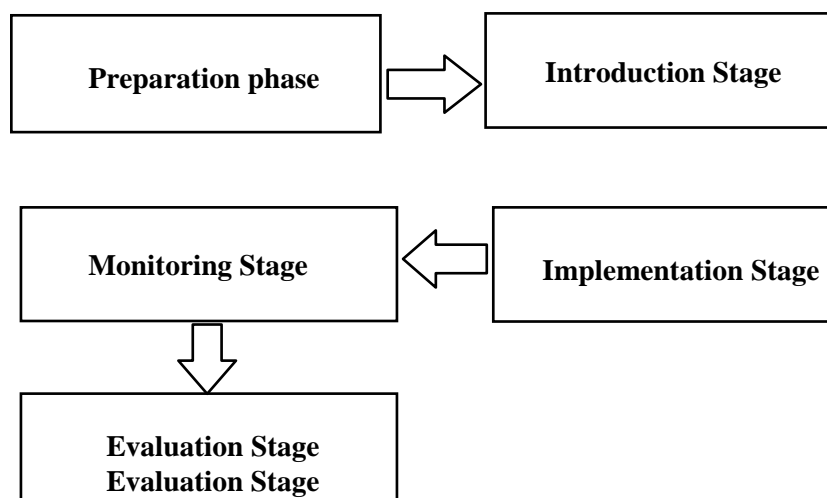 Preparation phase
Introduction Stage
Monitoring Stage
Implementation Stage
Evaluation Stage
Evaluation Stage